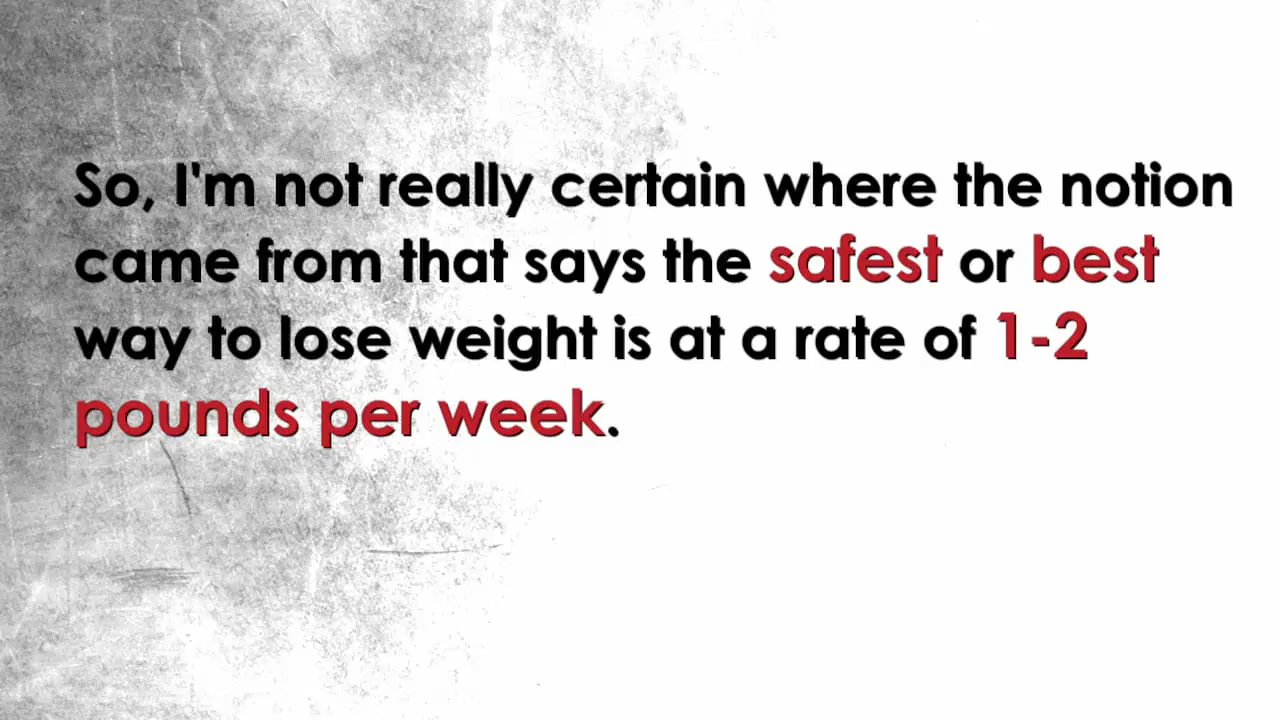 So, I'm not really certain where the notion
came from that says the safest or best
way to lose weight is at a rate of 1-2
pounds per week.